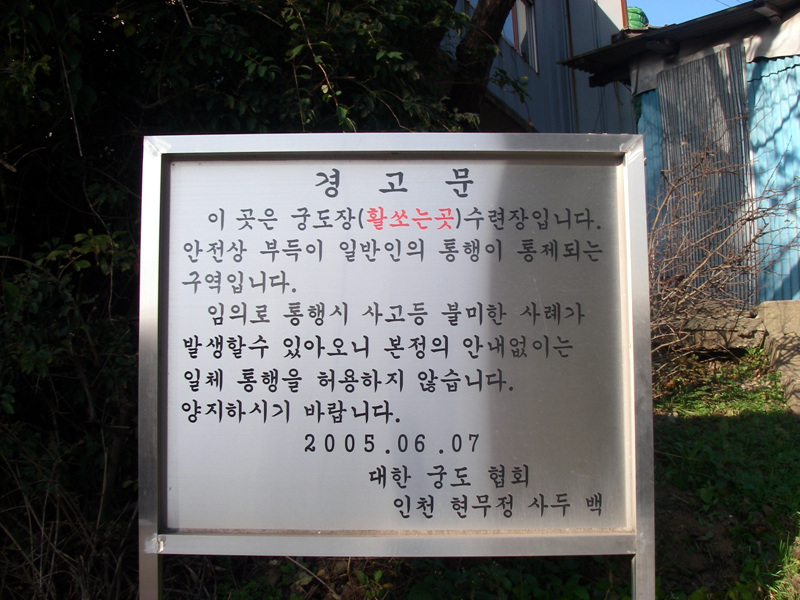 경 고 문
이 곳은 궁도장(활쏘는곳)수련장입니다.
안전상 부득이 일반인의 통행이 통제되는
구역입니다.
임의로 통행시 사고등 불미한 사례가
발생할수 있아오니 본정의 안내없이는
일체 통행을 허용하지 않습니다.
양지하시기 바랍니다.
2005.06.07
대한 궁도 협회
인천 현무정 사두 백